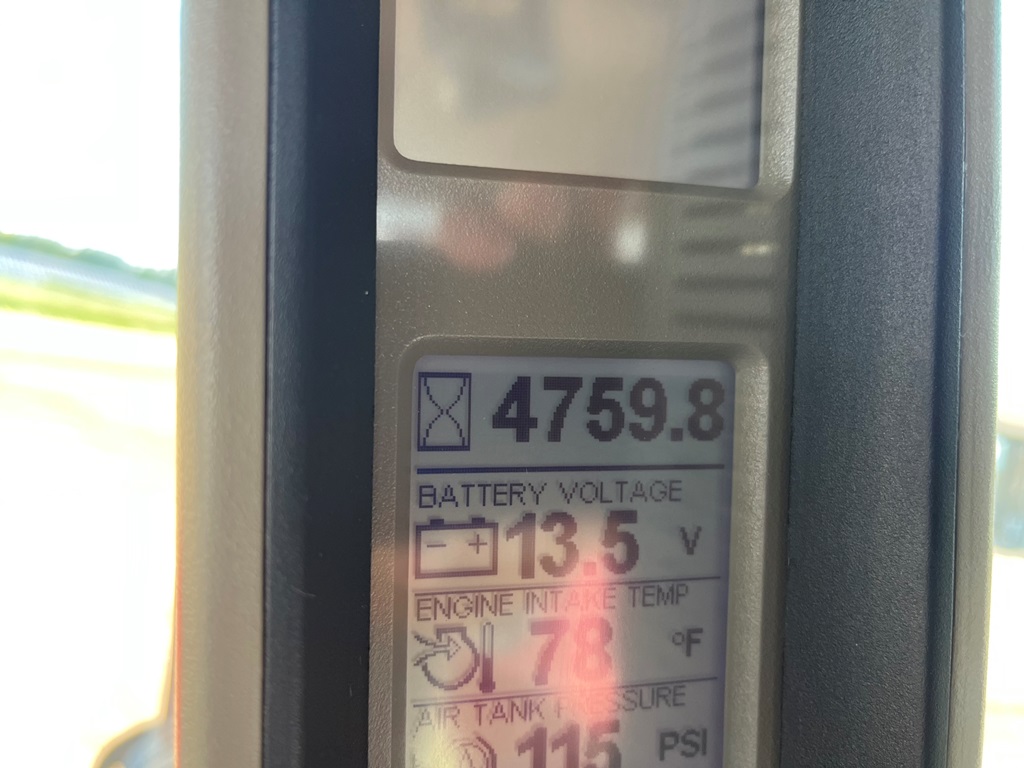 4759.8
BATTERY VOLTAGE
- + 13.5 V
ENGINE INTAKE TEMP
78 °F
AIR TANK PRESSURE
115 PSI